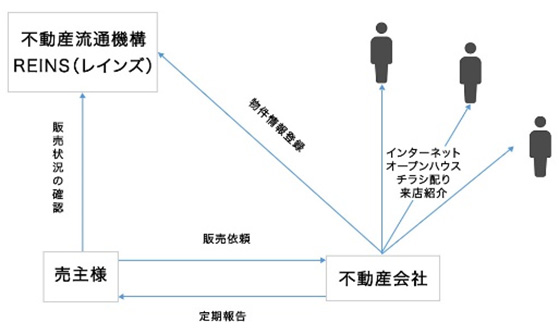 不動産流通機構
REINS（レインズ）
物件情報登録
販売状況の確認
インターネット
オープンハウス
チラシ配り
来店紹介
販売依頼
売主様
不動産会社
定期報告